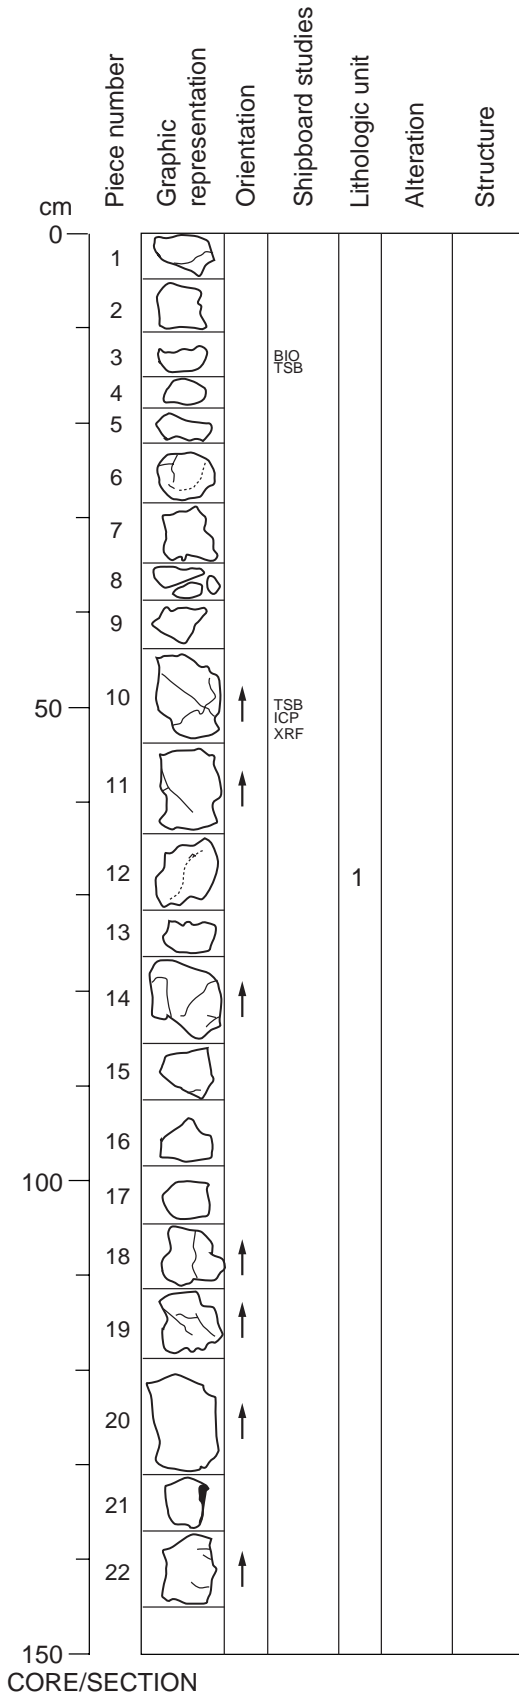 cm
Piece number
Graphic
representation
Orientation
Shipboard studies
Lithologic unit
Alteration
Structure
0
1
2
3
BIO
TSB
4
5
6
7
8
9
10
50
TSB
ICP
XRF
11
12
1
13
14
15
16
100
17
18
19
20
21
22
150
CORE/SECTION